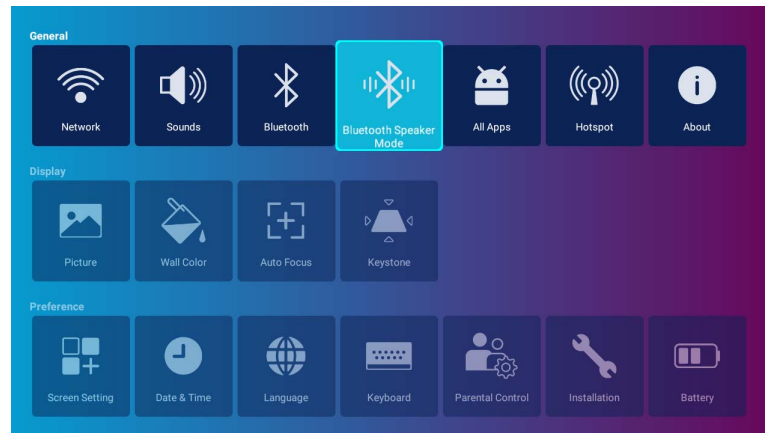 General
Network
Sounds
Bluetooth
Bluetooth Speaker
Mode
All Apps
Hotspot
About
Display
Picture
Wall Color
Auto Focus
Keystone
Preference
Screen Setting
Date & Time
Language
Keyboard
Parental Control
Installation
Battery